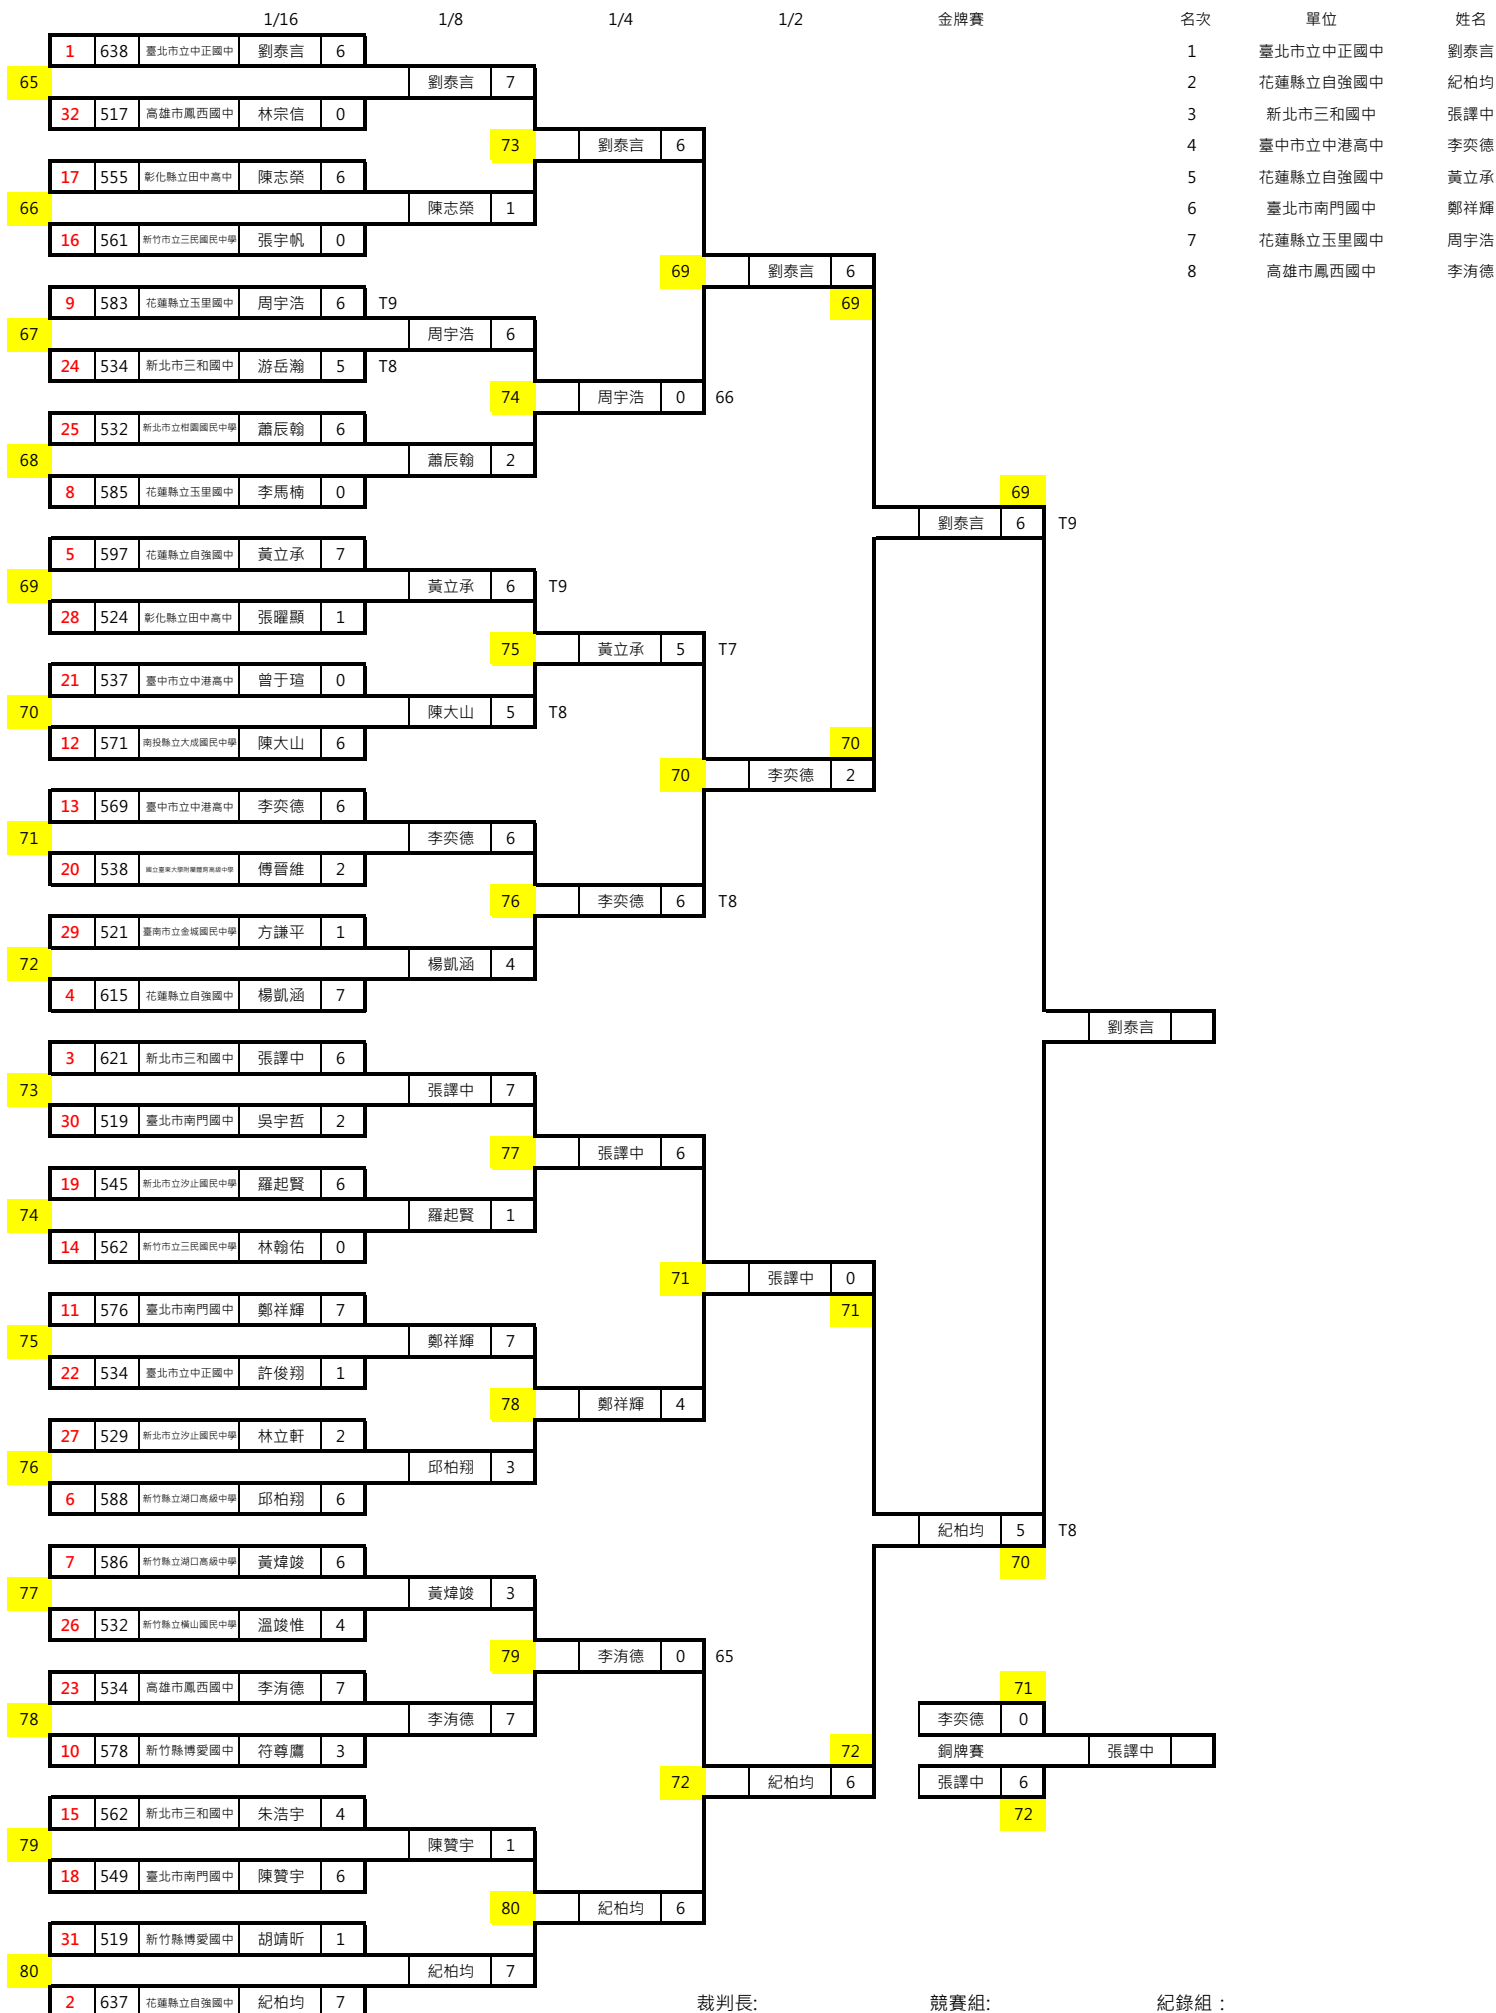 1/16 1/8 1/4 1/2 金牌賽 名次 單位 姓名
1 638 臺北市立中正國中 劉泰言 6 1 臺北市立中正國中 劉泰言
65 劉泰言 7 2 花蓮縣立自強國中 紀柏均
32 517 高雄市鳳西國中 林宗信 0 3 新北市三和國中 張譯中
73 劉泰言 6 4 臺中市立中港高中 李奕德
17 555 彰化縣立田中高中 陳志榮 6 5 花蓮縣立自強國中 黃立承
66 陳志榮 1 6 臺北市南門國中 鄭祥輝
16 561 新竹市立三民國民中學 張宇帆 0 7 花蓮縣立玉里國中 周宇浩
69 劉泰言 6 8 高雄市鳳西國中 李洧德
9 583 花蓮縣立玉里國中 周宇浩 6 T9 69
67 周宇浩 6
24 534 新北市三和國中 游岳瀚 5 T8
74 周宇浩 0 66
25 532 新北市立柑園國民中學 蕭辰翰 6
68 蕭辰翰 2
8 585 花蓮縣立玉里國中 李馬楠 0 69
劉泰言 6 T9
5 597 花蓮縣立自強國中 黃立承 7
69 黃立承 6 T9
28 524 彰化縣立田中高中 張曜顯 1
75 黃立承 5 T7
21 537 臺中市立中港高中 曾于瑄 0
70 陳大山 5 T8
12 571 南投縣立大成國民中學 陳大山 6 70
70 李奕德 2
13 569 臺中市立中港高中 李奕德 6
71 李奕德 6
20 538 國立臺東大學附屬體育高級中學 傅晉維 2
76 李奕德 6 T8
29 521 臺南市立金城國民中學 方謙平 1
72 楊凱涵 4
4 615 花蓮縣立自強國中 楊凱涵 7
劉泰言
3 621 新北市三和國中 張譯中 6
73 張譯中 7
30 519 臺北市南門國中 吳宇哲 2
77 張譯中 6
19 545 新北市立汐止國民中學 羅起賢 6
74 羅起賢 1
14 562 新竹市立三民國民中學 林翰佑 0
71 張譯中 0
11 576 臺北市南門國中 鄭祥輝 7 71
75 鄭祥輝 7
22 534 臺北市立中正國中 許俊翔 1
78 鄭祥輝 4
27 529 新北市立汐止國民中學 林立軒 2
76 邱柏翔 3
6 588 新竹縣立湖口高級中學 邱柏翔 6
紀柏均 5 T8
7 586 新竹縣立湖口高級中學 黃煒竣 6 70
77 黃煒竣 3
26 532 新竹縣立橫山國民中學 溫竣惟 4
79 李洧德 0 65
23 534 高雄市鳳西國中 李洧德 7 71
78 李洧德 7 李奕德 0
10 578 新竹縣博愛國中 符尊鷹 3 72 銅牌賽 張譯中
72 紀柏均 6 張譯中 6
15 562 新北市三和國中 朱浩宇 4 72
79 陳贊宇 1
18 549 臺北市南門國中 陳贊宇 6
80 紀柏均 6
31 519 新竹縣博愛國中 胡靖昕 1
80 紀柏均 7
2 637 花蓮縣立自強國中 紀柏均 7 裁判長: 競賽組: 紀錄組：